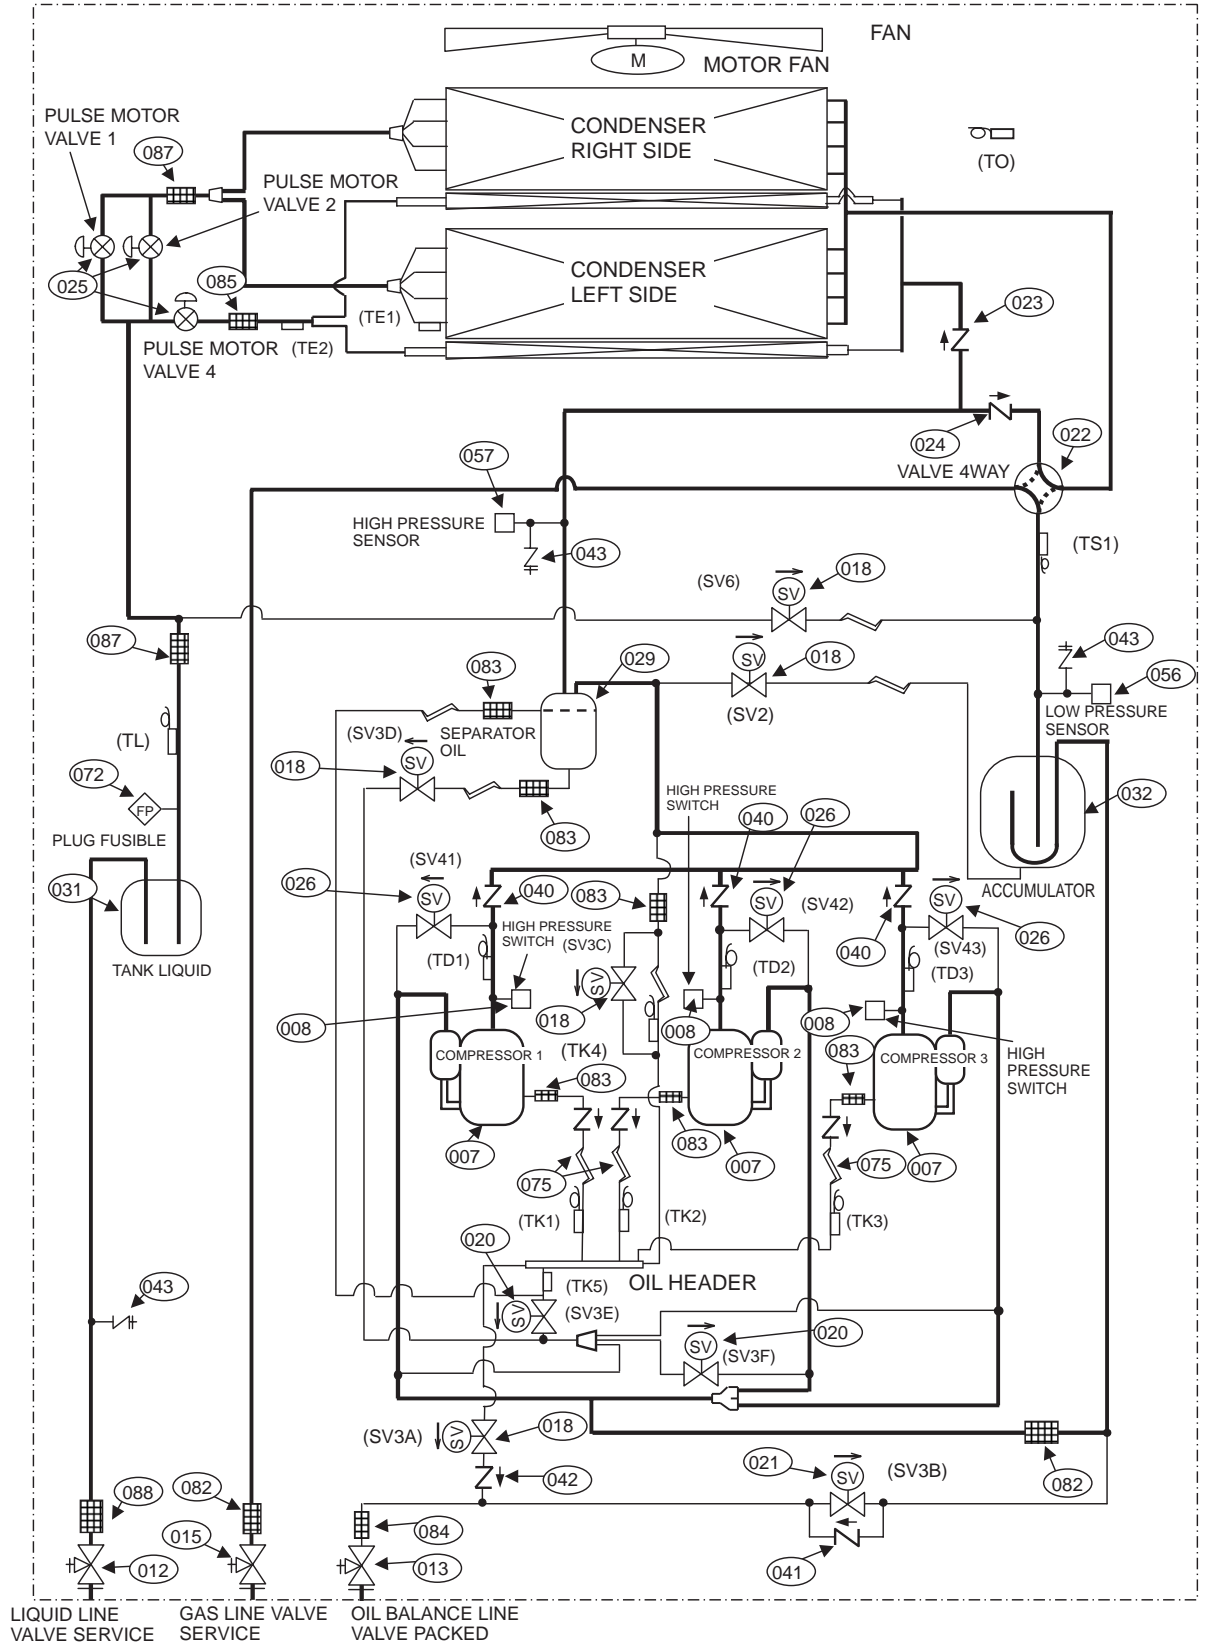 FAN
M
MOTOR FAN
PULSE MOTOR
VALVE 1
087
CONDENSER
RIGHT SIDE
(TO)
PULSE MOTOR
VALVE 2
025
085
CONDENSER
LEFT SIDE
(TE1)
023
PULSE MOTOR
VALVE 4
(TE2)
024
022
VALVE 4WAY
057
HIGH PRESSURE
SENSOR
043
(TS1)
(SV6)
SV
018
087
083
029
SV
018
043
056
(SV2)
LOW PRESSURE
SENSOR
(TL)
(SV3D)
SEPARATOR
OIL
018
SV
072
FP
083
HIGH PRESSURE
SWITCH
040
026
032
PLUG FUSIBLE
031
(SV41)
026
SV
040
083
SV
(SV42)
SV
026
ACCUMULATOR
TANK LIQUID
HIGH PRESSURE
SWITCH
(SV3C)
(TD1)
SV
(TD2)
040
(SV43)
(TD3)
008
018
008
008
COMPRESSOR 1
(TK4)
COMPRESSOR 2
083
COMPRESSOR 3
HIGH
PRESSURE
SWITCH
083
083
007
075
007
075
007
(TK1)
(TK2)
(TK3)
020
OIL HEADER
(TK5)
043
SV
(SV3E)
SV
020
(SV3F)
(SV3A)
SV
018
021
SV
(SV3B)
082
042
088
082
084
015
012
013
041
LIQUID LINE
VALVE SERVICE
GAS LINE VALVE
SERVICE
OIL BALANCE LINE
VALVE PACKED